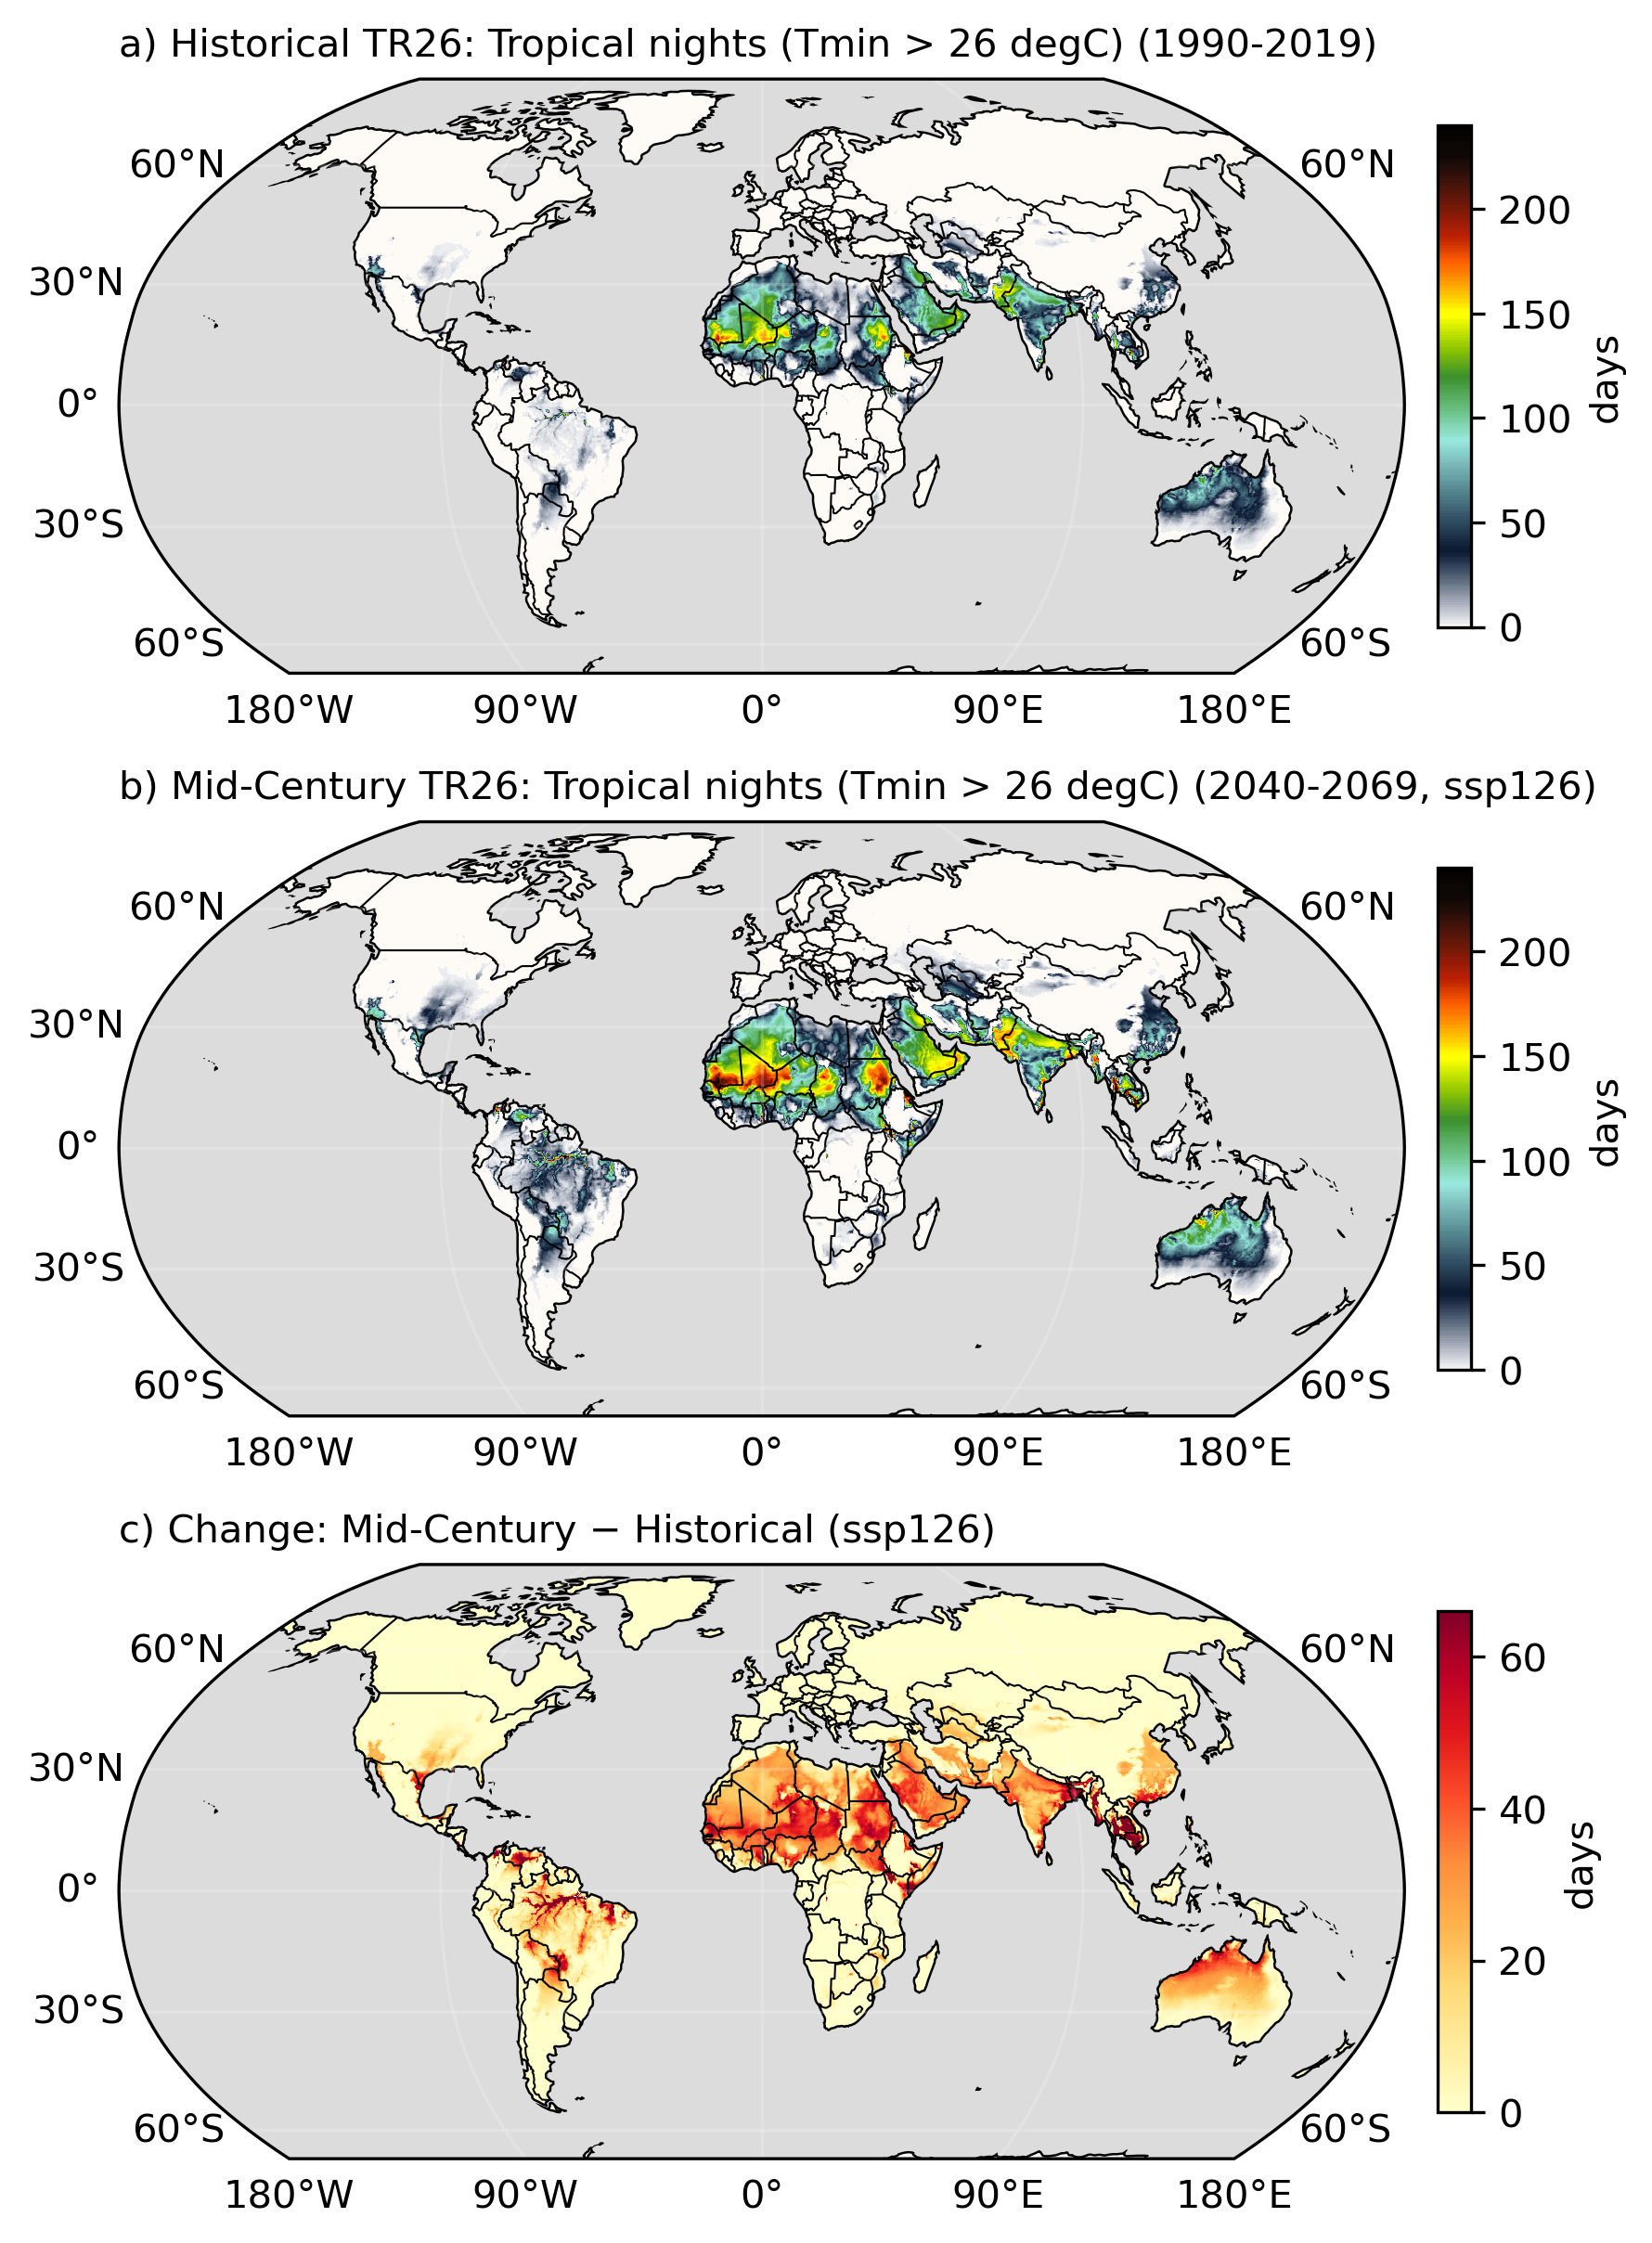 a) Historical TR26: Tropical nights (Tmin > 26 degC) (1990-2019)
60°N
60°N
30°N
0°
30°S
60°S
60°S
180°W
90°W
0°
90°E
180°E
200
150
100
50
0
days
b) Mid-Century TR26: Tropical nights (Tmin > 26 degC) (2040-2069, ssp126)
60°N
60°N
30°N
0°
30°S
60°S
60°S
180°W
90°W
0°
90°E
180°E
200
150
100
50
0
days
c) Change: Mid-Century − Historical (ssp126)
60°N
60°N
30°N
0°
30°S
60°S
60°S
180°W
90°W
0°
90°E
180°E
60
40
20
0
days